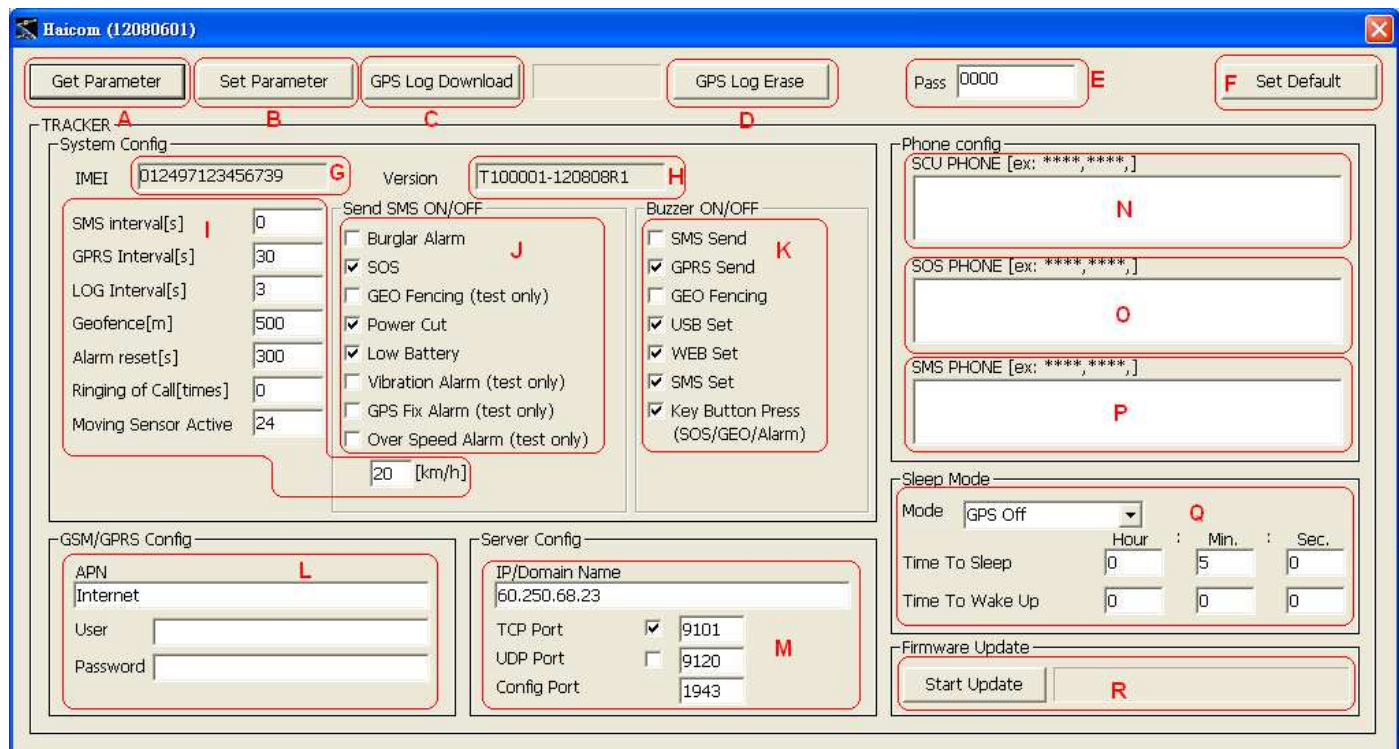 Haicom (12080601)
Get Parameter
Set Parameter
GPS Log Download
GPS Log Erase
Pass 0000
E
F
Set Default
A
B
C
D
TRACKER
System Config
IMEI 012497123456739 G
Version T100001-120808R1 H
I
SMS interval[s] 0
GPRS Interval[s] 30
LOG Interval[s] 3
Geofence[m] 500
Alarm reset[s] 300
Ringing of Call[times] 0
Moving Sensor Active 24
Send SMS ON/OFF
J
Burglar Alarm
SOS
GEO Fencing (test only)
Power Cut
Low Battery
Vibration Alarm (test only)
GPS Fix Alarm (test only)
Over Speed Alarm (test only)
20 [km/h]
Buzzer ON/OFF
K
SMS Send
GPRS Send
GEO Fencing
USB Set
WEB Set
SMS Set
Key Button Press
(SOS/GEO/Alarm)
Phone config
SCU PHONE [ex: ****,****,]
N
SOS PHONE [ex: ****,****,]
O
SMS PHONE [ex: ****,****,]
P
Sleep Mode
Mode GPS Off
Q
Hour : Min. : Sec.
Time To Sleep 0 5 0
Time To Wake Up 0 0 0
GSM/GPRS Config
L
APN
Internet
User
Password
Server Config
IP/Domain Name
60.250.68.23
TCP Port 9101
UDP Port 9120
Config Port 1943
M
Firmware Update
Start Update
R